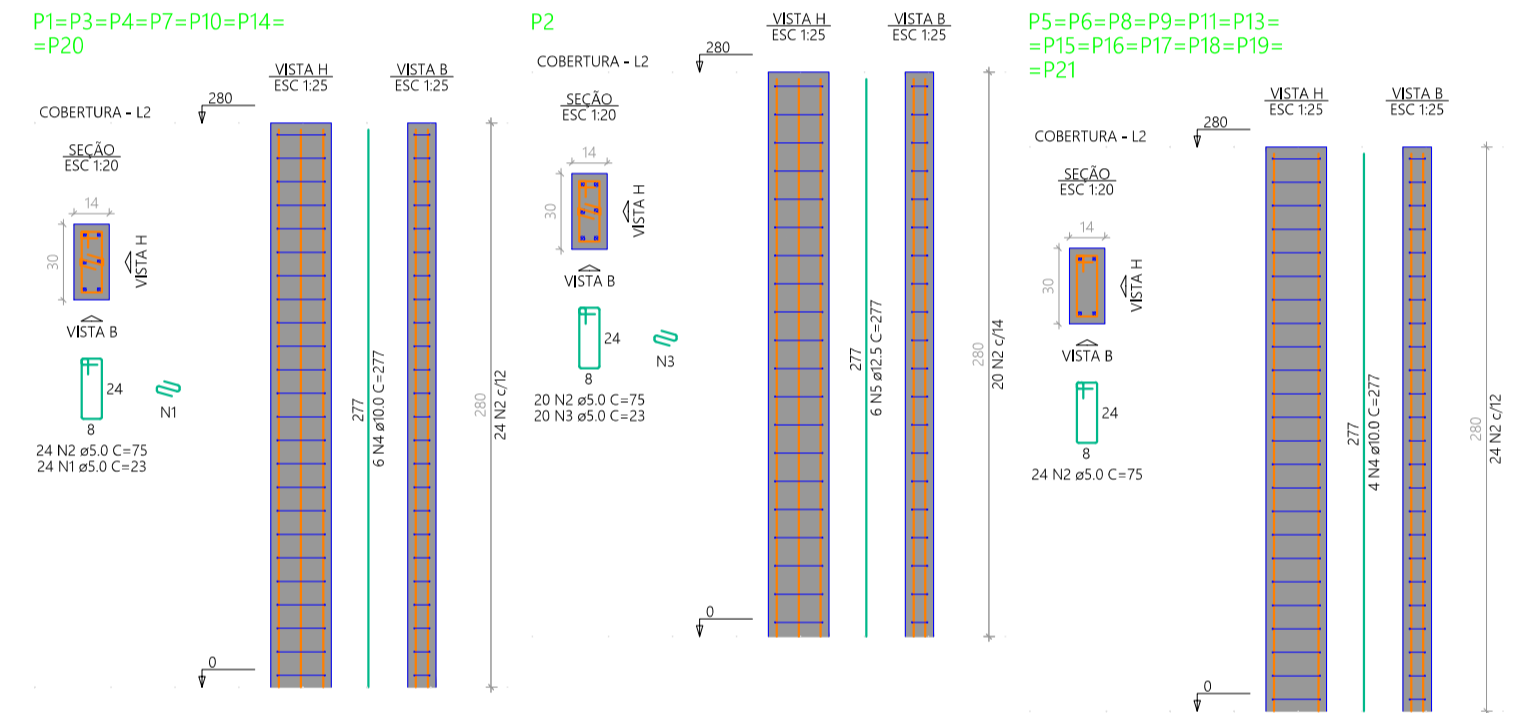 P1=P3=P4=P7=P10=P14=
=P20
VISTA H
ESC 1:25
VISTA B
ESC 1:25
COBERTURA - L2
280
SEÇÃO
ESC 1:20
14
30
VISTA H
VISTA B
24
8
N1
24 N2 ø5.0 C=75
24 N1 ø5.0 C=23
277
6 N4 ø10.0 C=277
280
24 N2 c/12
0
P2
VISTA H
ESC 1:25
VISTA B
ESC 1:25
COBERTURA - L2
280
SEÇÃO
ESC 1:20
14
30
VISTA H
VISTA B
24
8
N3
20 N2 ø5.0 C=75
20 N3 ø5.0 C=23
277
6 N5 ø12.5 C=277
280
20 N2 c/14
0
P5=P6=P8=P9=P11=P13=
=P15=P16=P17=P18=P19=
=P21
VISTA H
ESC 1:25
VISTA B
ESC 1:25
COBERTURA - L2
280
SEÇÃO
ESC 1:20
14
30
VISTA H
VISTA B
24
8
24 N2 ø5.0 C=75
277
4 N4 ø10.0 C=277
280
24 N2 c/12
0